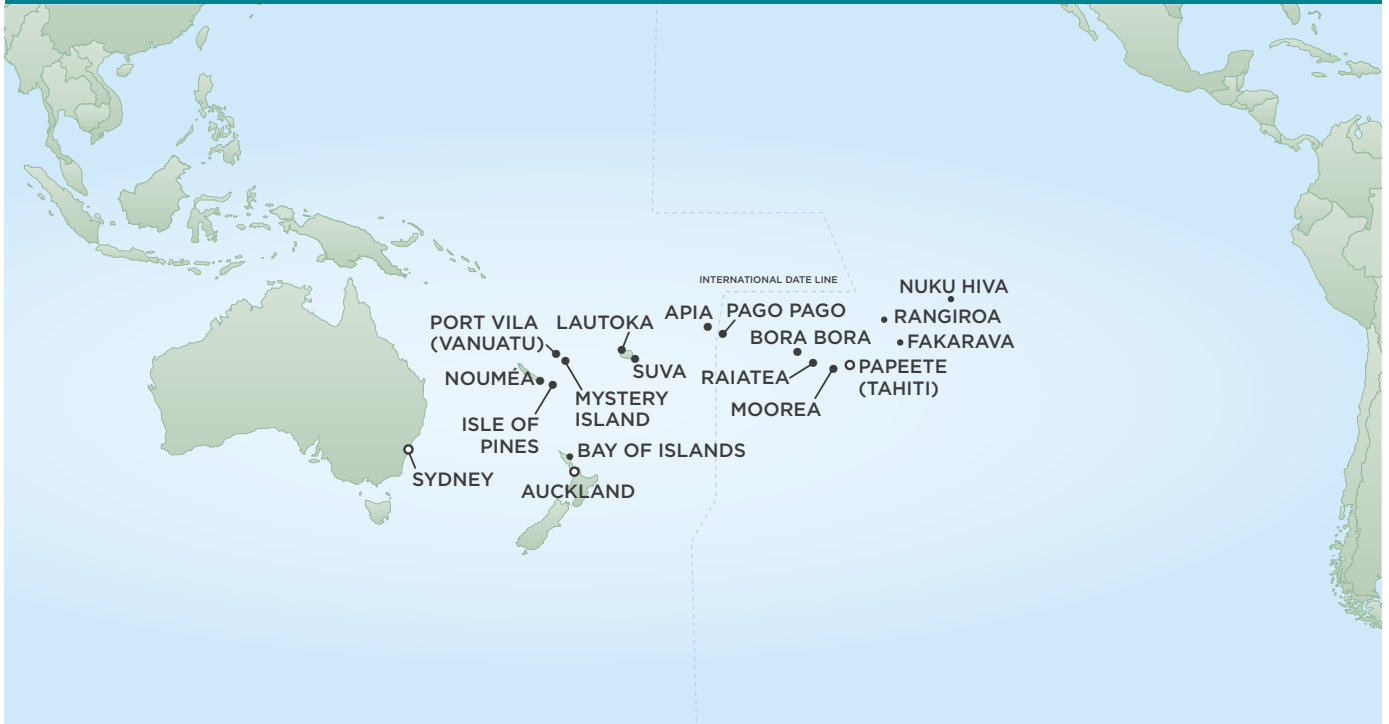 INTERNATIONAL DATE LINE
NUKU HIVA
RANGIROA
FAKARAVA
APIA
PAGO PAGO
BORA BORA
PORT VILA
(VANUATU)
LAUTOKA
SUVA
RAIATEA
PAPEETE
(TAHITI)
NOUMÉA
MYSTERY
ISLAND
MOOREA
ISLE OF
PINES
BAY OF ISLANDS
SYDNEY
AUCKLAND